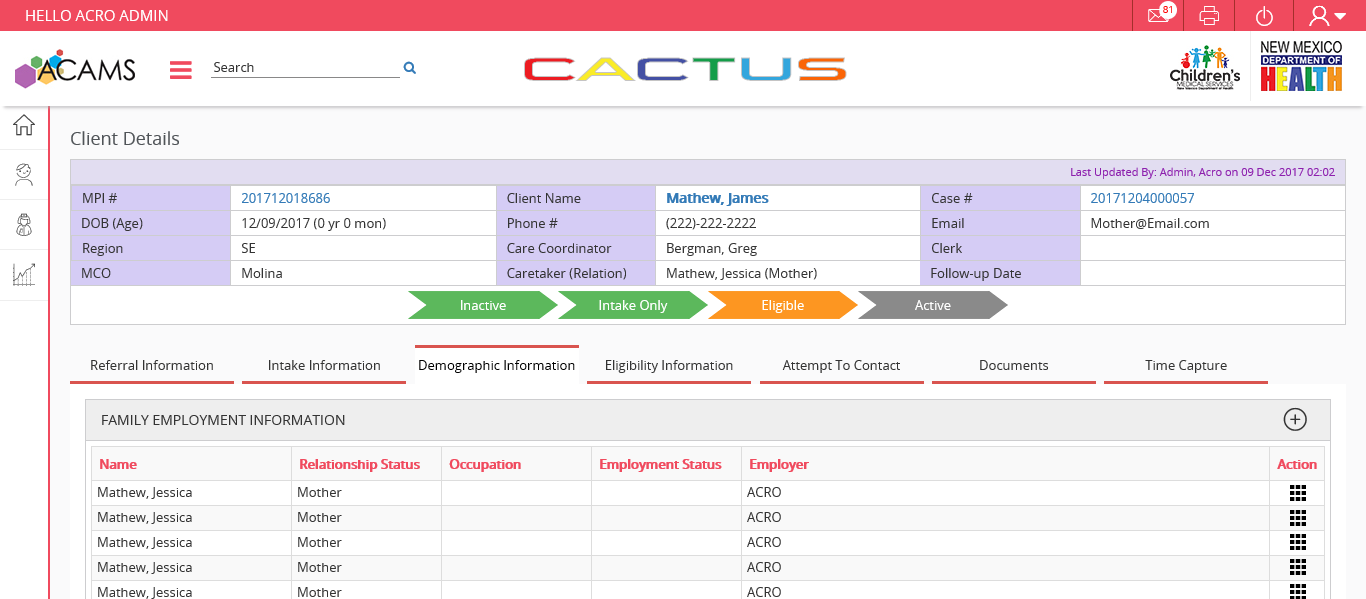 HELLO ACRO ADMIN 81
ACAMS Search CACTUS Children's MEDICAL SERVICES New Mexico Department of Health NEW MEXICO DEPARTMENT OF HEALTH
Client Details
Last Updated By: Admin, Acro on 09 Dec 2017 02:02
MPI # 201712018686 Client Name Mathew, James Case # 20171204000057
DOB (Age) 12/09/2017 (0 yr 0 mon) Phone # (222)-222-2222 Email Mother@Email.com
Region SE Care Coordinator Bergman, Greg Clerk
MCO Molina Caretaker (Relation) Mathew, Jessica (Mother) Follow-up Date
Inactive Intake Only Eligible Active
Referral Information Intake Information Demographic Information Eligibility Information Attempt To Contact Documents Time Capture
FAMILY EMPLOYMENT INFORMATION
Name Relationship Status Occupation Employment Status Employer Action
Mathew, Jessica Mother ACRO
Mathew, Jessica Mother ACRO
Mathew, Jessica Mother ACRO
Mathew, Jessica Mother ACRO
Mathew, Jessica Mother ACRO